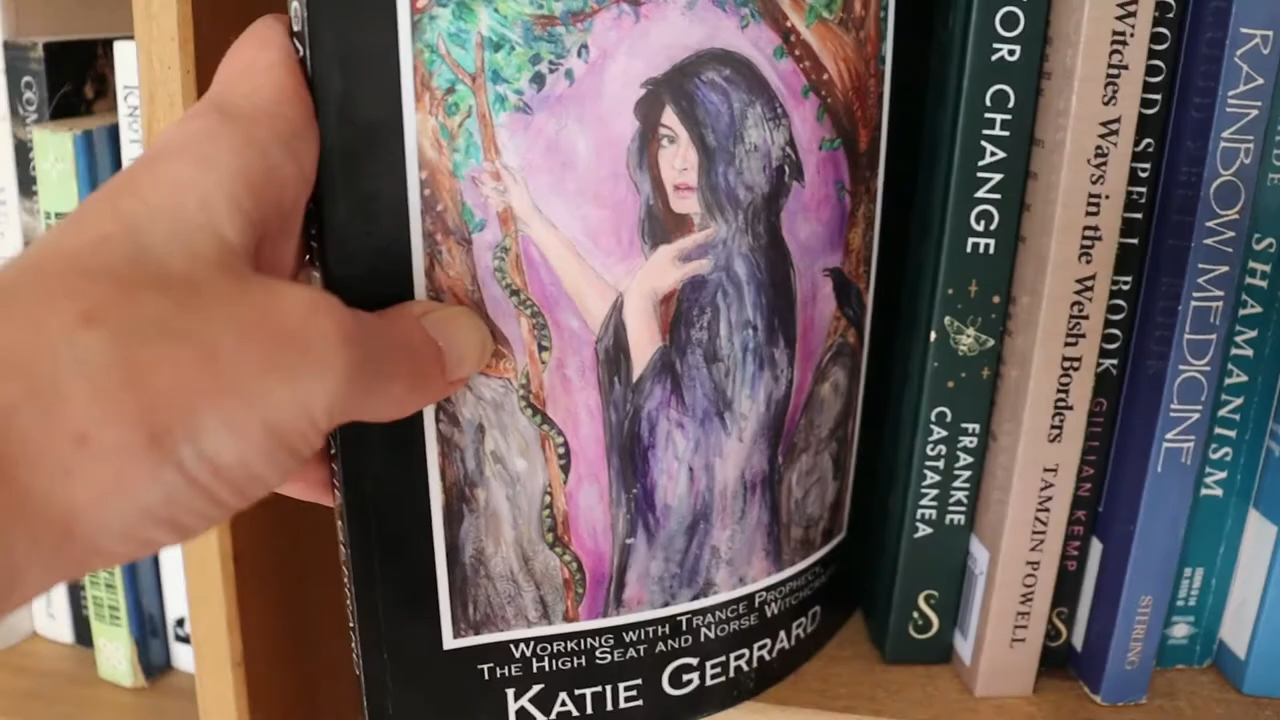 WORKING WITH TRANCE PROPHECY,
THE HIGH SEAT AND NORSE WITCHCRAFT
KATIE GERRARD
FOR CHANGE
FRANKIE
CASTANEA
Witches Ways in the Welsh Borders
TAMZIN POWELL
GOOD SPELL BOOK
GILLIAN KEMP
RAINBOW MEDICINE
STERLING
SHAMANISM